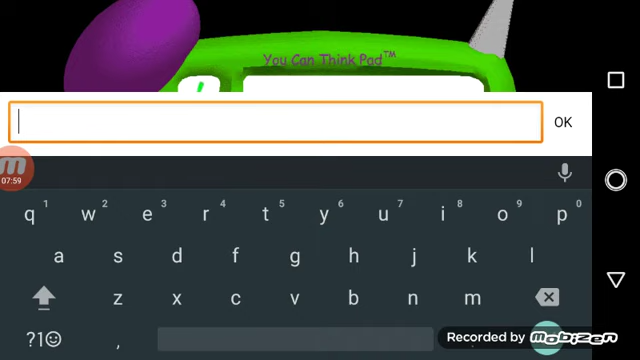 You Can Think Pad™
OK
m
07:59
q 1 w 2 e 3 r 4 t 5 y 6 u 7 i 8 o 9 p 0
a s d f g h j k l
z x c v b n m
?1☺ ,
Recorded by mobizen